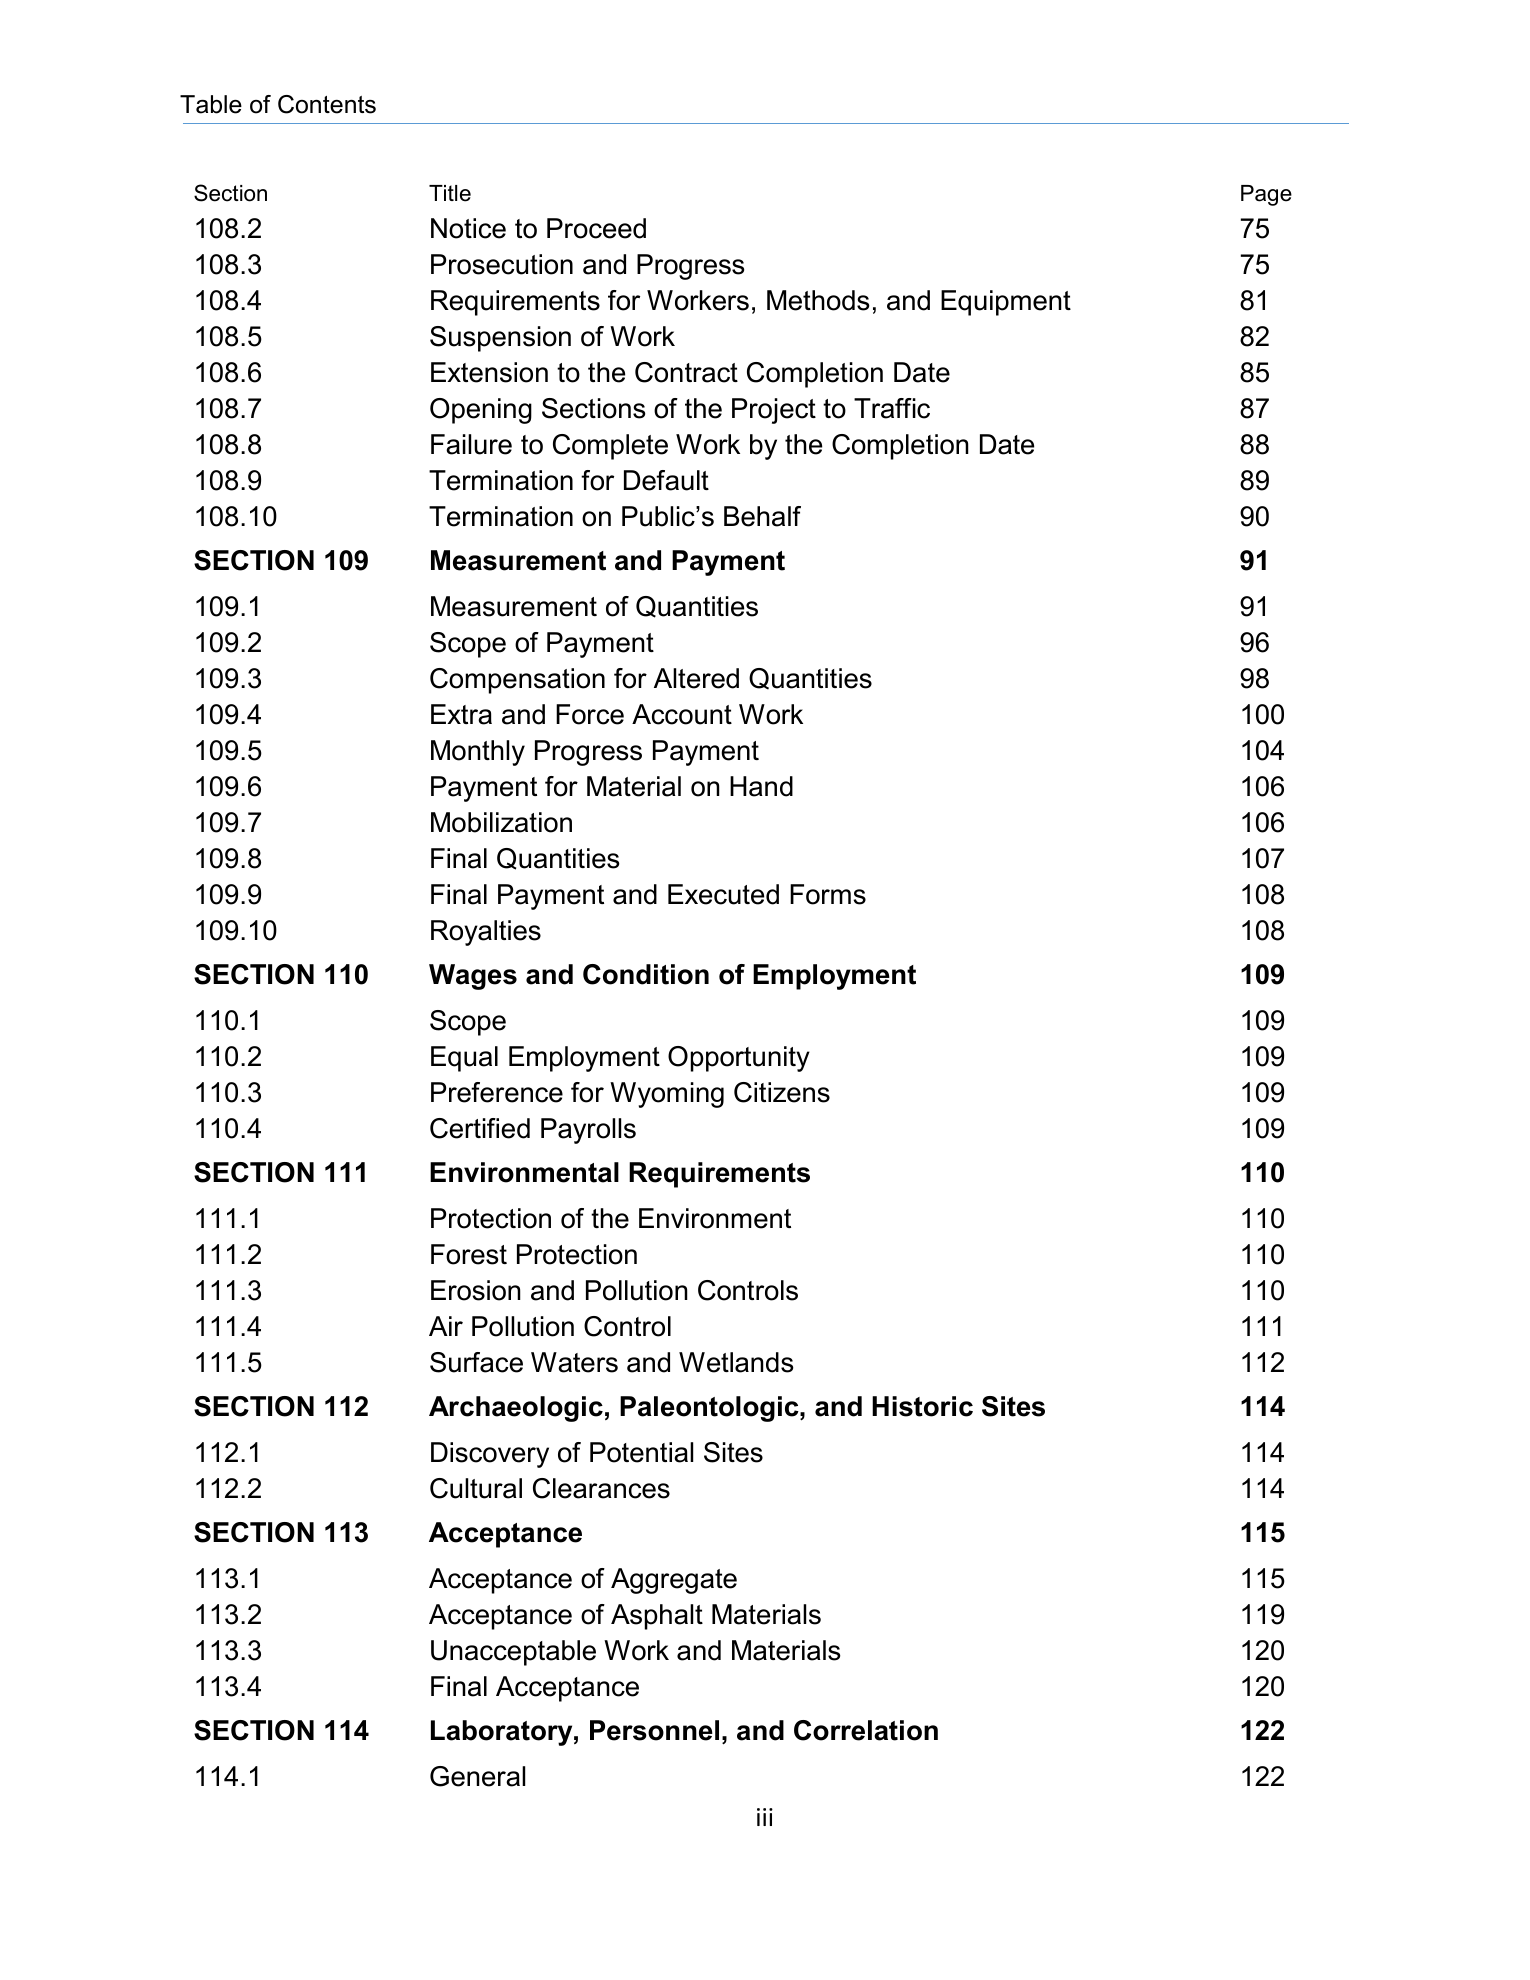 Table of Contents
Section Title Page
108.2 Notice to Proceed 75
108.3 Prosecution and Progress 75
108.4 Requirements for Workers, Methods, and Equipment 81
108.5 Suspension of Work 82
108.6 Extension to the Contract Completion Date 85
108.7 Opening Sections of the Project to Traffic 87
108.8 Failure to Complete Work by the Completion Date 88
108.9 Termination for Default 89
108.10 Termination on Public’s Behalf 90
SECTION 109 Measurement and Payment 91
109.1 Measurement of Quantities 91
109.2 Scope of Payment 96
109.3 Compensation for Altered Quantities 98
109.4 Extra and Force Account Work 100
109.5 Monthly Progress Payment 104
109.6 Payment for Material on Hand 106
109.7 Mobilization 106
109.8 Final Quantities 107
109.9 Final Payment and Executed Forms 108
109.10 Royalties 108
SECTION 110 Wages and Condition of Employment 109
110.1 Scope 109
110.2 Equal Employment Opportunity 109
110.3 Preference for Wyoming Citizens 109
110.4 Certified Payrolls 109
SECTION 111 Environmental Requirements 110
111.1 Protection of the Environment 110
111.2 Forest Protection 110
111.3 Erosion and Pollution Controls 110
111.4 Air Pollution Control 111
111.5 Surface Waters and Wetlands 112
SECTION 112 Archaeologic, Paleontologic, and Historic Sites 114
112.1 Discovery of Potential Sites 114
112.2 Cultural Clearances 114
SECTION 113 Acceptance 115
113.1 Acceptance of Aggregate 115
113.2 Acceptance of Asphalt Materials 119
113.3 Unacceptable Work and Materials 120
113.4 Final Acceptance 120
SECTION 114 Laboratory, Personnel, and Correlation 122
114.1 General 122
iii